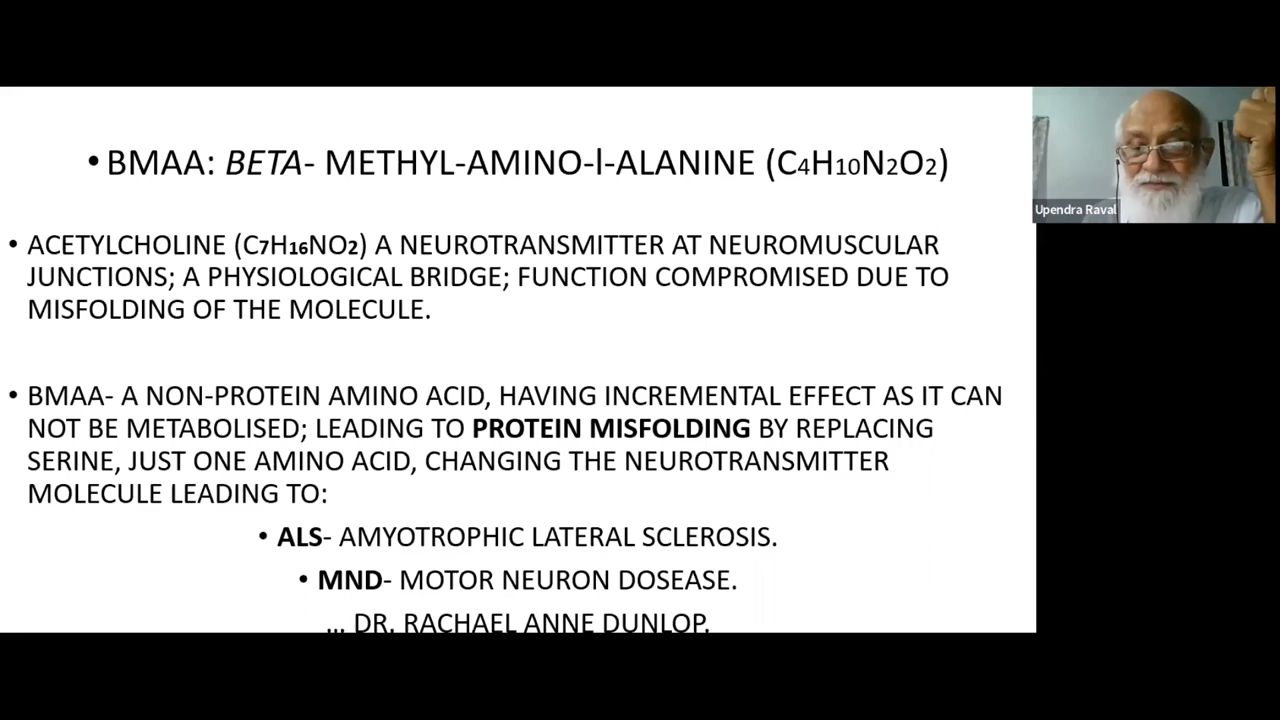 • BMAA: BETA- METHYL-AMINO-l-ALANINE (C4H10N2O2)
• ACETYLCHOLINE (C7H16NO2) A NEUROTRANSMITTER AT NEUROMUSCULAR
JUNCTIONS; A PHYSIOLOGICAL BRIDGE; FUNCTION COMPROMISED DUE TO
MISFOLDING OF THE MOLECULE.
• BMAA- A NON-PROTEIN AMINO ACID, HAVING INCREMENTAL EFFECT AS IT CAN
NOT BE METABOLISED; LEADING TO PROTEIN MISFOLDING BY REPLACING
SERINE, JUST ONE AMINO ACID, CHANGING THE NEUROTRANSMITTER
MOLECULE LEADING TO:
• ALS- AMYOTROPHIC LATERAL SCLEROSIS.
• MND- MOTOR NEURON DOSEASE.
... DR. RACHAEL ANNE DUNLOP.
Upendra Raval